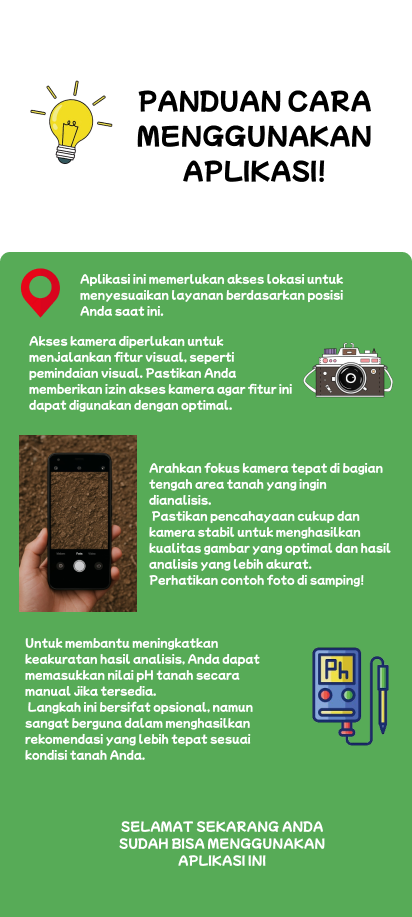 PANDUAN CARA
MENGGUNAKAN
APLIKASI!
Aplikasi ini memerlukan akses lokasi untuk
menyesuaikan layanan berdasarkan posisi
Anda saat ini.
Akses kamera diperlukan untuk
menjalankan fitur visual, seperti
pemindaian visual. Pastikan Anda
memberikan izin akses kamera agar fitur ini
dapat digunakan dengan optimal.
Arahkan fokus kamera tepat di bagian
tengah area tanah yang ingin
dianalisis.
Pastikan pencahayaan cukup dan
kamera stabil untuk menghasilkan
kualitas gambar yang optimal dan hasil
analisis yang lebih akurat.
Perhatikan contoh foto di samping!
Untuk membantu meningkatkan
keakuratan hasil analisis, Anda dapat
memasukkan nilai pH tanah secara
manual jika tersedia.
Langkah ini bersifat opsional, namun
sangat berguna dalam menghasilkan
rekomendasi yang lebih tepat sesuai
kondisi tanah Anda.
Ph
SELAMAT SEKARANG ANDA
SUDAH BISA MENGGUNAKAN
APLIKASI INI